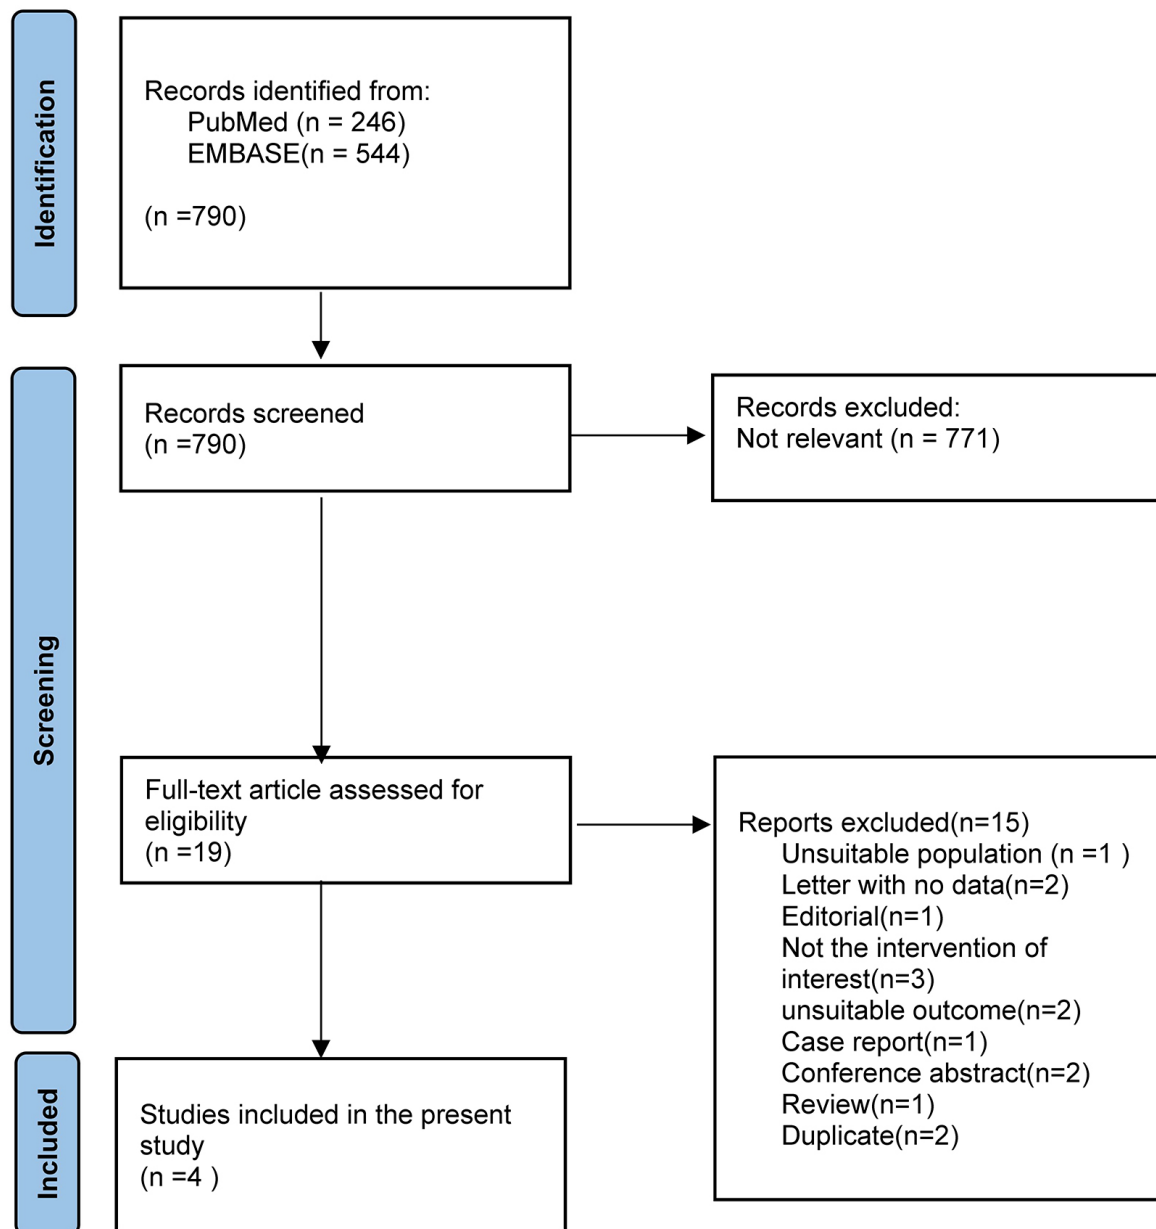 Identification
Records identified from:
PubMed (n = 246)
EMBASE(n = 544)
(n =790)
Screening
Records screened
(n =790)
Records excluded:
Not relevant (n = 771)
Full-text article assessed for
eligibility
(n =19)
Reports excluded(n=15)
Unsuitable population (n =1 )
Letter with no data(n=2)
Editorial(n=1)
Not the intervention of
interest(n=3)
unsuitable outcome(n=2)
Case report(n=1)
Conference abstract(n=2)
Review(n=1)
Duplicate(n=2)
Included
Studies included in the present
study
(n =4 )